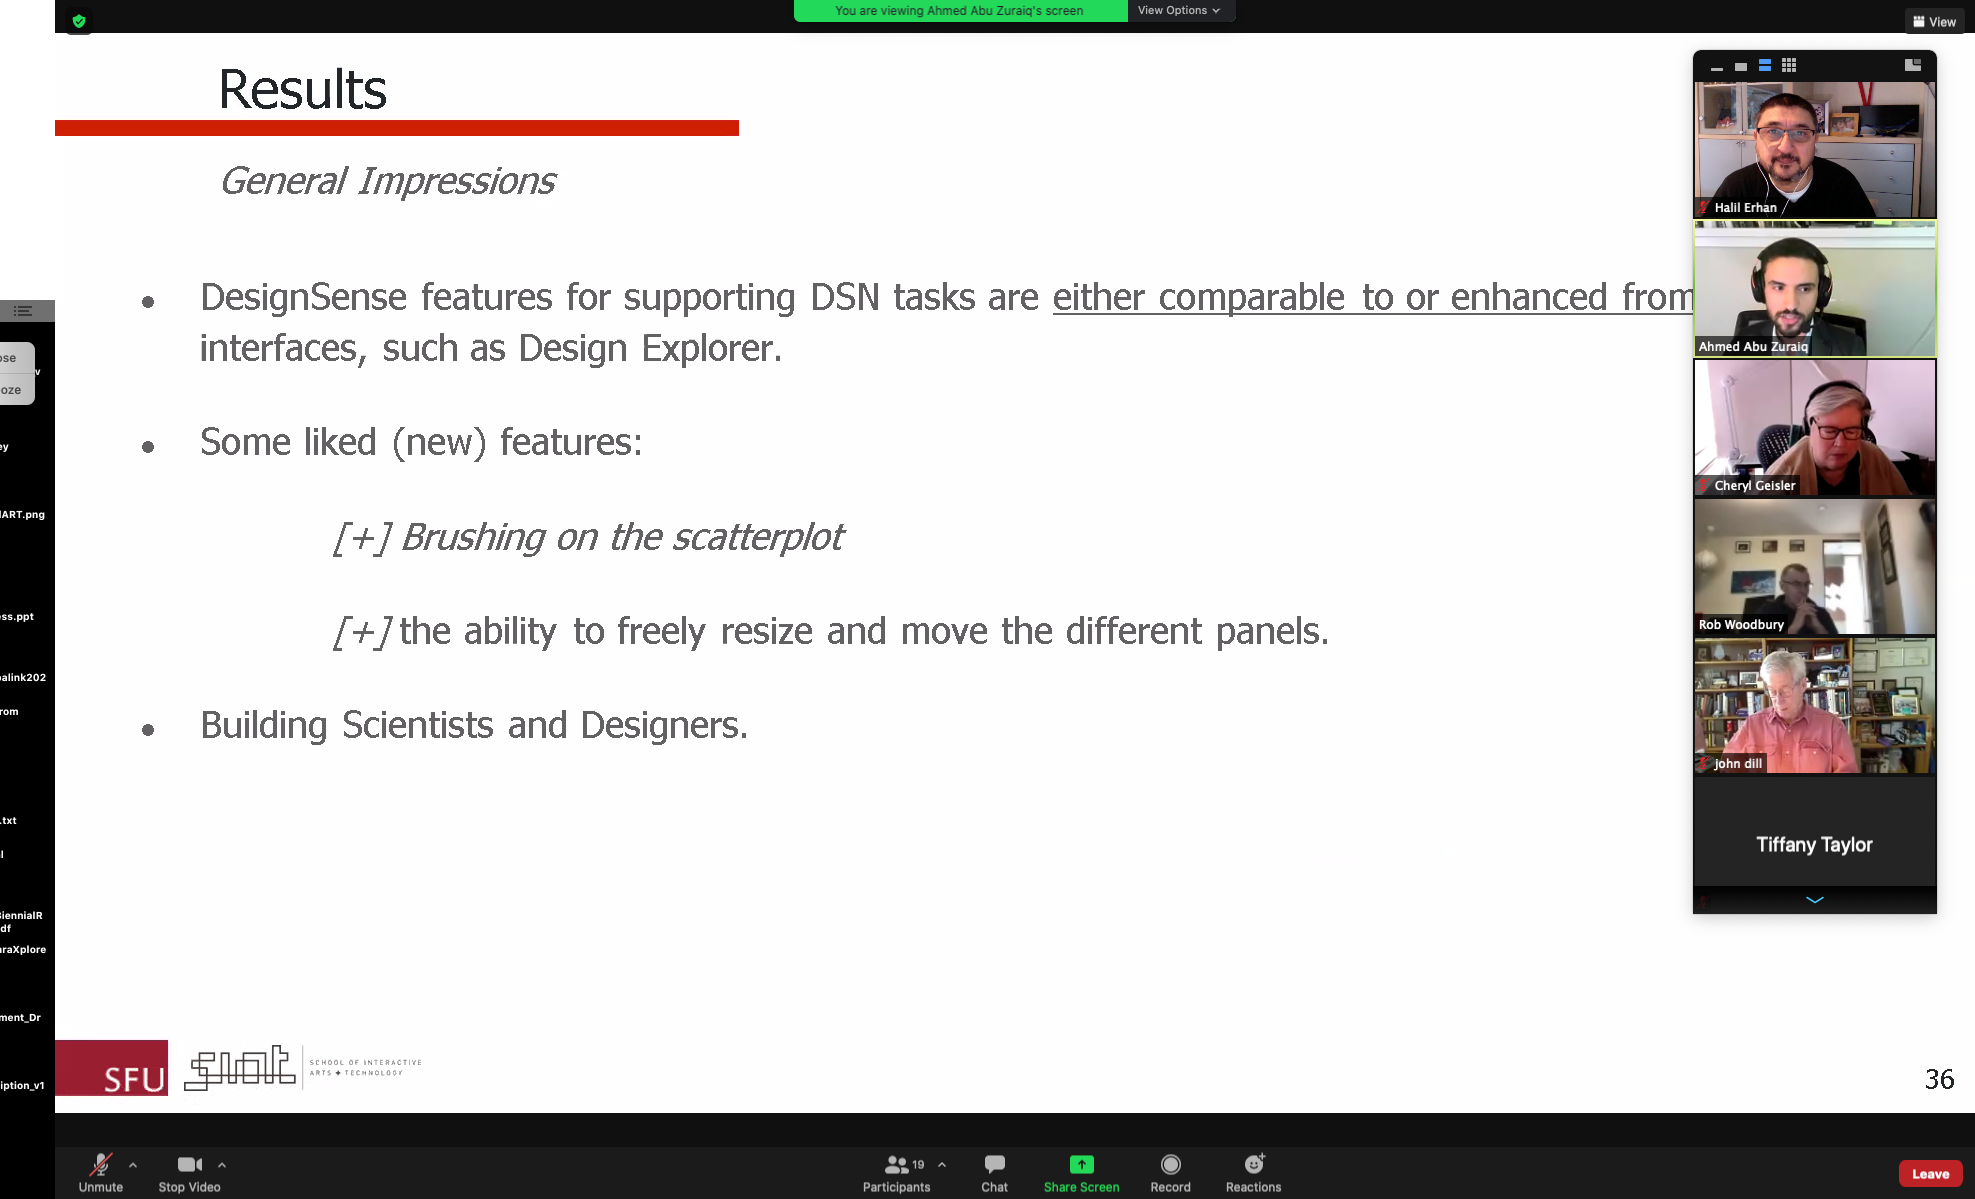 You are viewing Ahmed Abu Zuraiq's screen
View Options
View
Results
General Impressions
• DesignSense features for supporting DSN tasks are either comparable to or enhanced from
interfaces, such as Design Explorer.
• Some liked (new) features:
[+] Brushing on the scatterplot
[+] the ability to freely resize and move the different panels.
• Building Scientists and Designers.
Halil Erhan
Ahmed Abu Zuraiq
Cheryl Geisler
Rob Woodbury
john dill
Tiffany Taylor
ose
v
oze
ey
ART.png
ess.ppt
alink202
rom
.txt
l
BiennialR
df
araXplore
ment_Dr
iption_v1
SFU
siat
SCHOOL OF INTERACTIVE
ARTS + TECHNOLOGY
36
Unmute
Stop Video
19
Participants
Chat
Share Screen
Record
Reactions
Leave